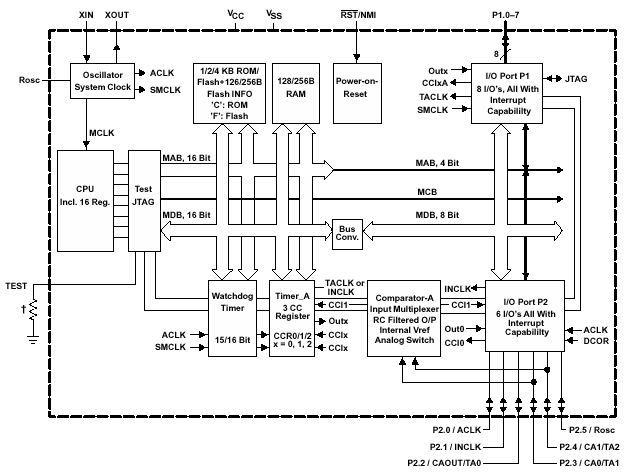 XIN XOUT VCC VSS RST/NMI P1.0–7
8
Rosc
Oscillator
System Clock
ACLK
SMCLK
MCLK
1/2/4 KB ROM/
Flash+126/256B
Flash INFO
'C': ROM
'F': Flash
128/256B
RAM
Power-on-
Reset
Outx
CCIxA
TACLK
SMCLK
I/O Port P1
8 I/O's, All With
Interrupt
Capabililty
JTAG
CPU
Incl. 16 Reg.
Test
JTAG
MAB, 16 Bit
MAB, 4 Bit
MCB
MDB, 16 Bit
Bus
Conv.
MDB, 8 Bit
TEST
†
Watchdog
Timer
15/16 Bit
ACLK
SMCLK
Timer_A
3 CC
Register
CCR0/1/2
x = 0, 1, 2
TACLK or
INCLK
CCI1
Outx
CCIx
CCIx
Comparator-A
Input Multiplexer
RC Filtered O/P
Internal Vref
Analog Switch
INCLK
CCI1
Out0
CCI0
I/O Port P2
6 I/O's All With
Interrupt
Capabililty
ACLK
DCOR
P2.0 / ACLK
P2.1 / INCLK
P2.2 / CAOUT/TA0
P2.5 / Rosc
P2.4 / CA1/TA2
P2.3 / CA0/TA1